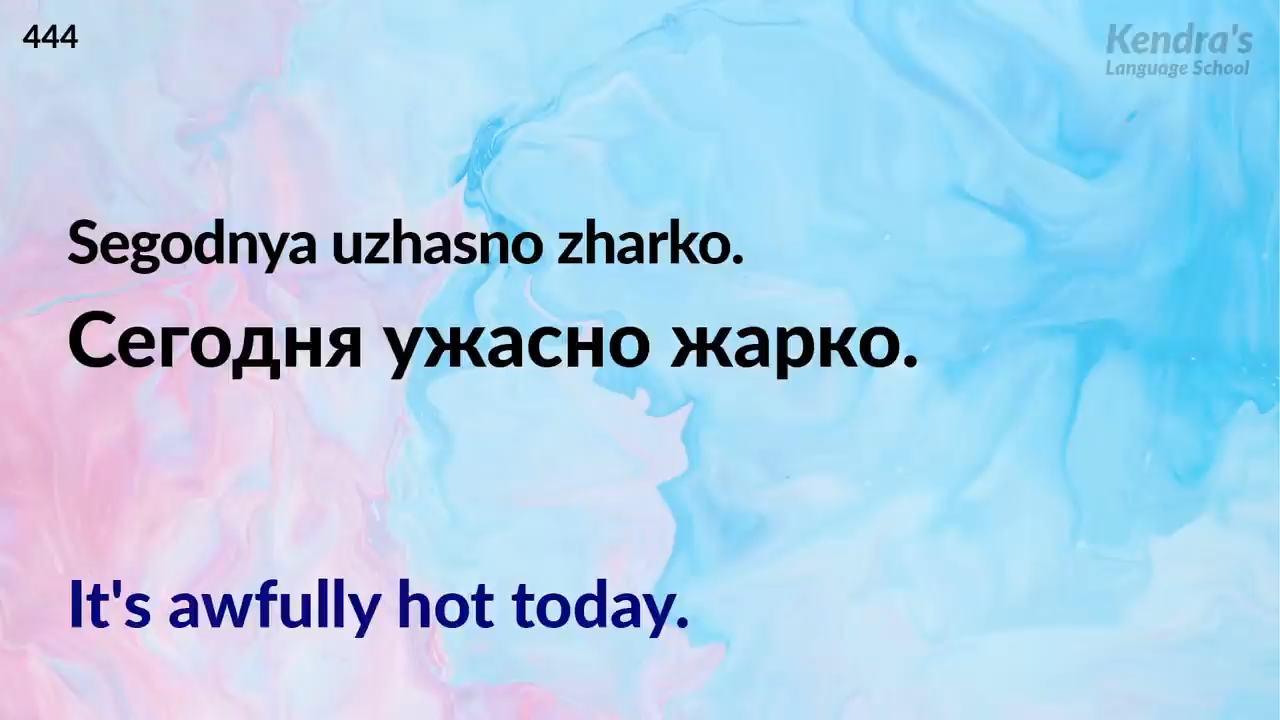 444
Kendra's
Language School
Segodnya uzhasno zharko.
Сегодня ужасно жарко.
It's awfully hot today.